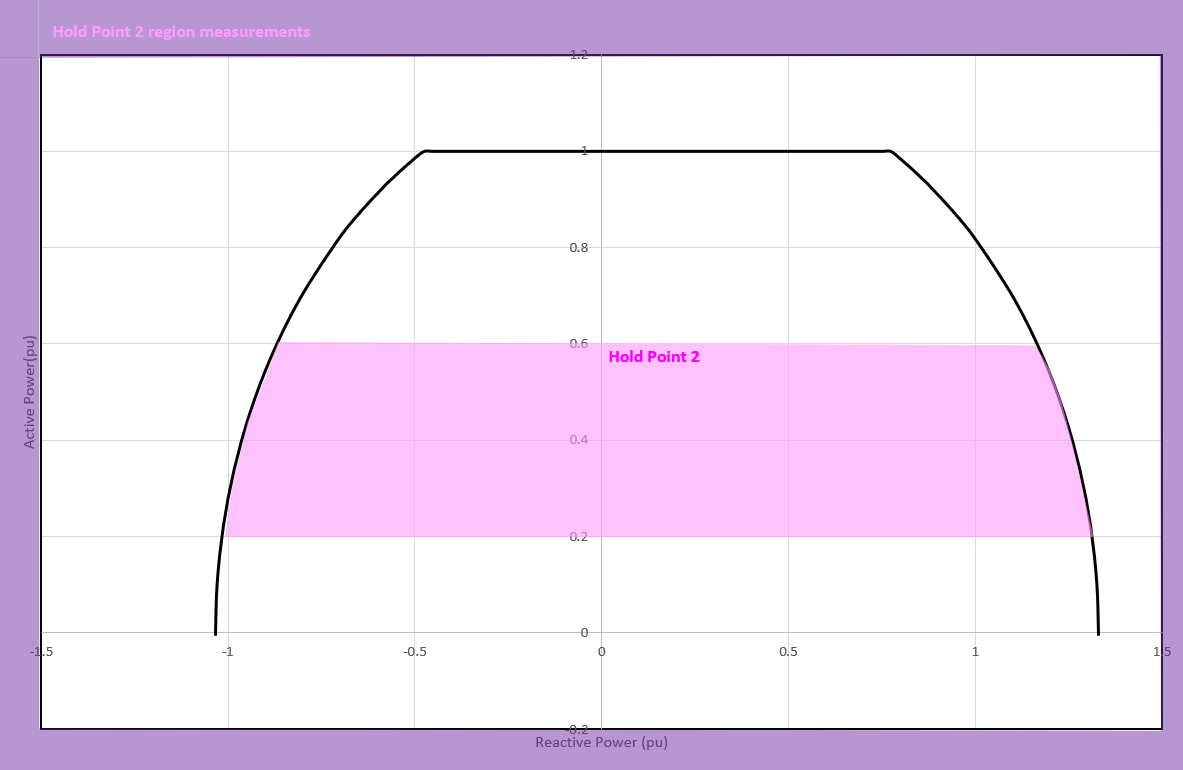 Hold Point 2 region measurements
1.2
1
0.8
0.6
Hold Point 2
0.4
0.2
0
-1.5 -1 -0.5 0 0.5 1 1.5
-0.2
Active Power(pu)
Reactive Power (pu)